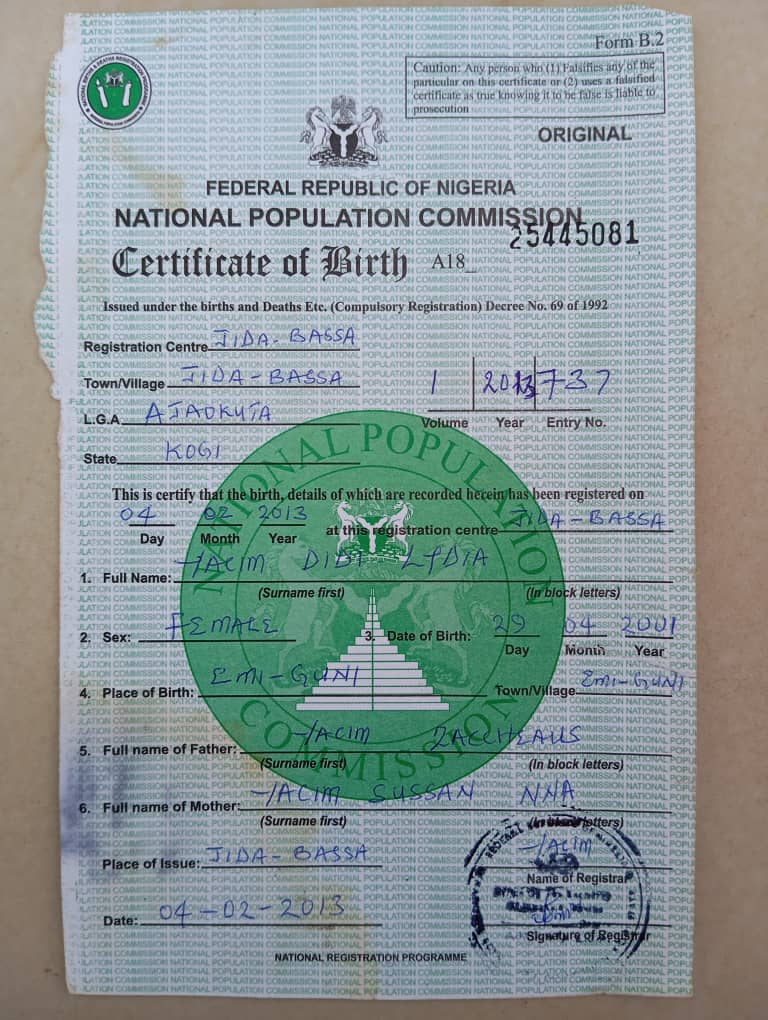 Form B.2
Caution: Any person who (1) Falsifies any of the
particular on this certificate or (2) uses a falsified
certificate as true knowing it to be false is liable to
prosecution
ORIGINAL
FEDERAL REPUBLIC OF NIGERIA
NATIONAL POPULATION COMMISSION
25445081
Certificate of Birth A18_
Issued under the births and Deaths Etc. (Compulsory Registration) Decree No. 69 of 1992
Registration Centre JIDA-BASSA
Town/Village JIDA-BASSA
1 2013 737
L.G.A. AJAOKUTA
Volume Year Entry No.
State KOGI
This is certify that the birth, details of which are recorded herein has been registered on
04 02 2013 at this registration centre JIDA-BASSA
Day Month Year
1. Full Name: DIBI LYDIA
(Surname first) (In block letters)
2. Sex: FEMALE 3. Date of Birth: 29 04 2001
Day Month Year
4. Place of Birth: EMI-GUNI Town/Village EMI-GUNI
5. Full name of Father: ZACCHEAUS
(Surname first) (In block letters)
6. Full name of Mother: SUSSAN NNA
(Surname first) (In block letters)
Place of Issue: JIDA-BASSA
Name of Registrar
Date: 04-02-2013
Signature of Registrar
NATIONAL REGISTRATION PROGRAMME
NATIONAL POPULATION COMMISSION